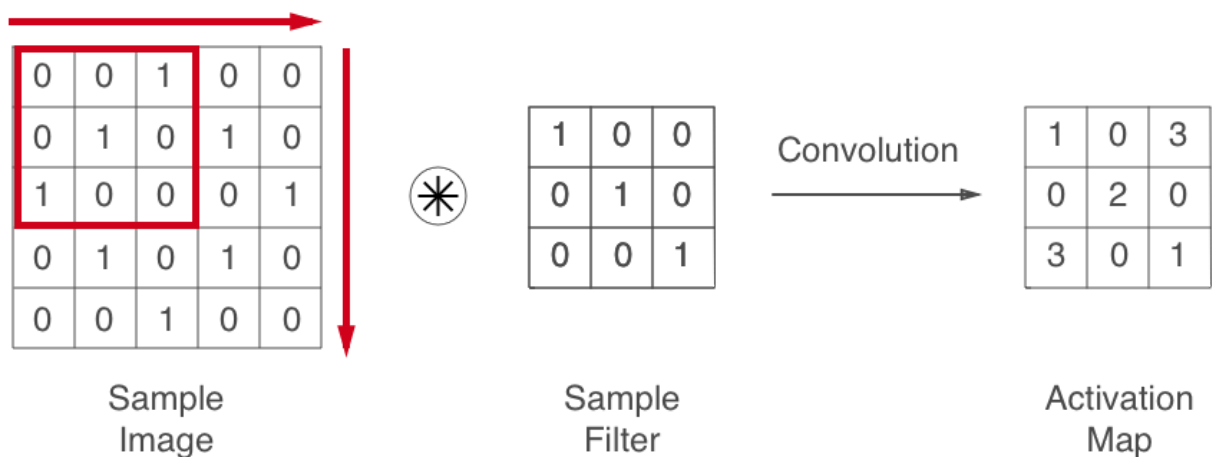 0 0 1 0 0
0 1 0 1 0
1 0 0 0 1
0 1 0 1 0
0 0 1 0 0
Sample
Image
1 0 0
0 1 0
0 0 1
Sample
Filter
Convolution
1 0 3
0 2 0
3 0 1
Activation
Map